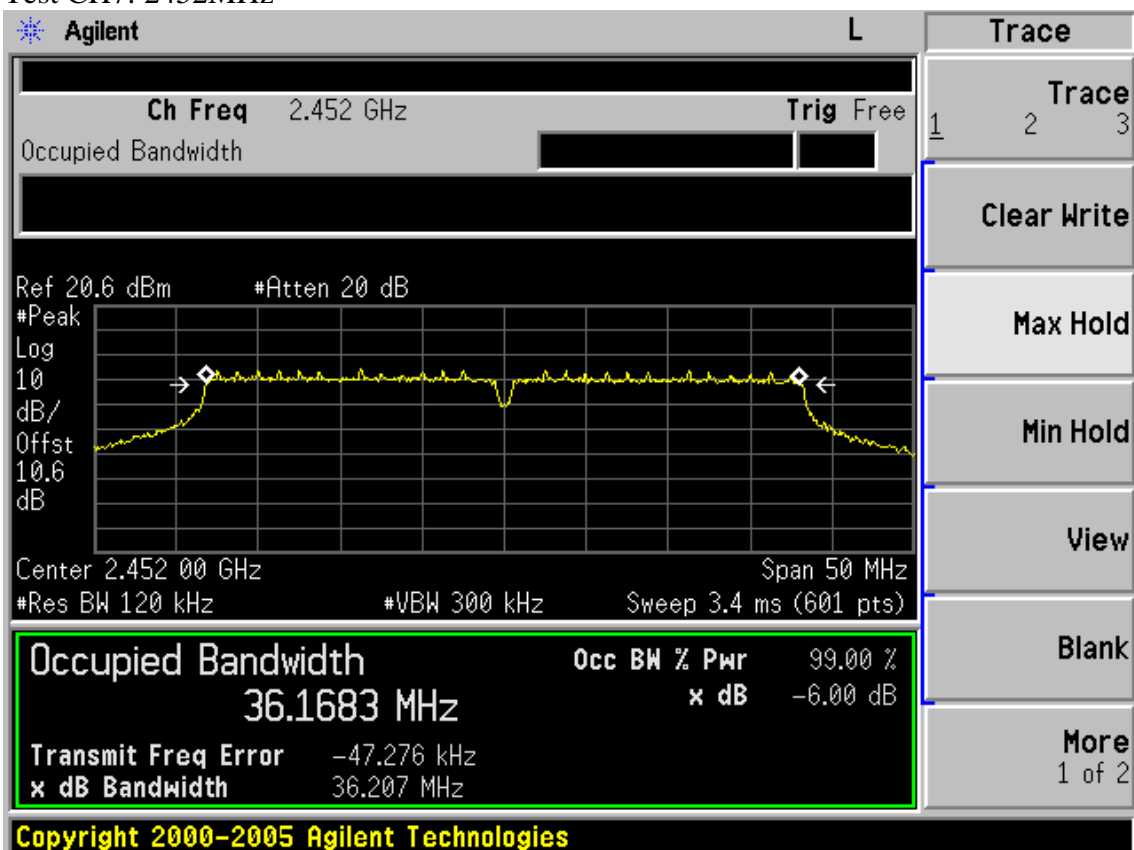 Test CH7: 2452MHz
Agilent L Trace
Ch Freq 2.452 GHz Trig Free
Occupied Bandwidth
Trace
1 2 3
Clear Write
Max Hold
Min Hold
View
Blank
More
1 of 2
Ref 20.6 dBm #Atten 20 dB
#Peak
Log
10
dB/
Offst
10.6
dB
Center 2.452 00 GHz Span 50 MHz
#Res BW 120 kHz #VBW 300 kHz Sweep 3.4 ms (601 pts)
Occupied Bandwidth Occ BW % Pwr 99.00 %
36.1683 MHz x dB -6.00 dB
Transmit Freq Error -47.276 kHz
x dB Bandwidth 36.207 MHz
Copyright 2000-2005 Agilent Technologies